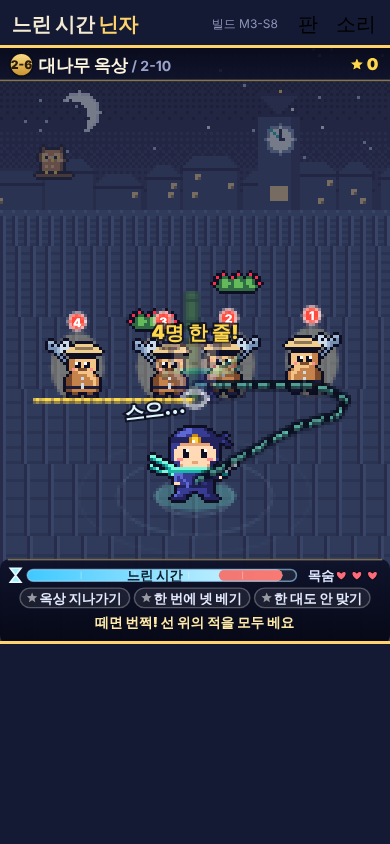 느린 시간 닌자 빌드 M3-S8 판 소리
2-6 대나무 옥상 / 2-10 ★ 0
4 3 2 1
4명 한 줄!
스으...
느린 시간 목숨
★ 옥상 지나가기 ★ 한 번에 넷 베기 ★ 한 대도 안 맞기
떼면 번쩍! 선 위의 적을 모두 베요